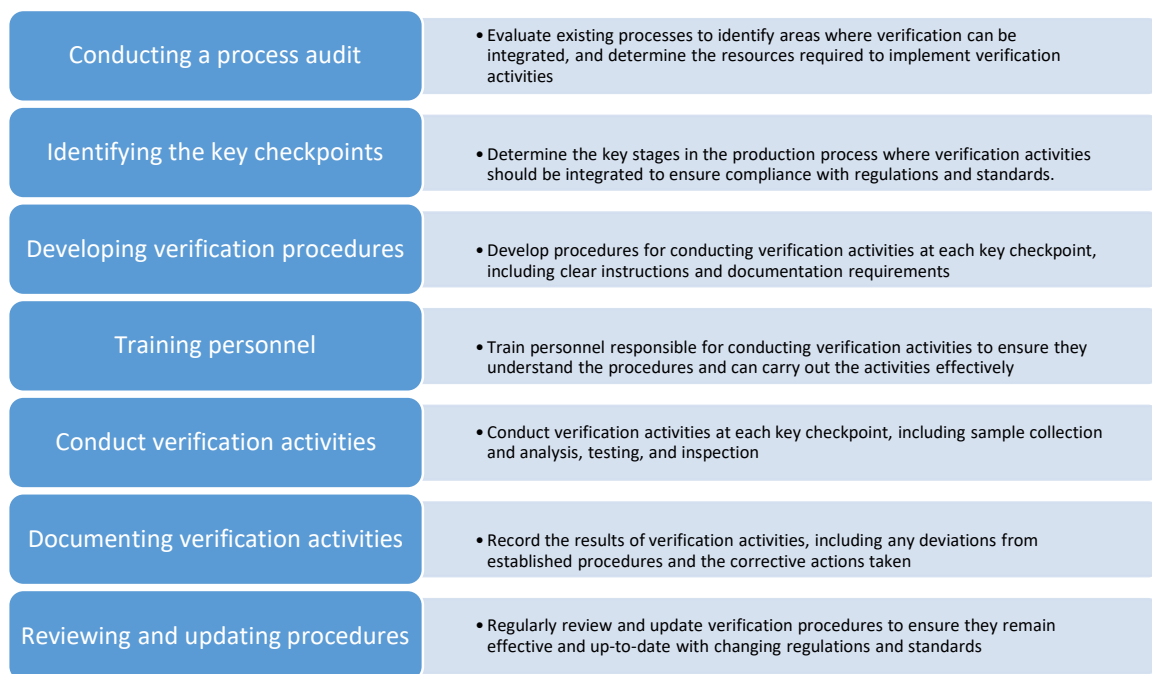 Conducting a process audit
• Evaluate existing processes to identify areas where verification can be
integrated, and determine the resources required to implement verification
activities
Identifying the key checkpoints
• Determine the key stages in the production process where verification activities
should be integrated to ensure compliance with regulations and standards.
Developing verification procedures
• Develop procedures for conducting verification activities at each key checkpoint,
including clear instructions and documentation requirements
Training personnel
• Train personnel responsible for conducting verification activities to ensure they
understand the procedures and can carry out the activities effectively
Conduct verification activities
• Conduct verification activities at each key checkpoint, including sample collection
and analysis, testing, and inspection
Documenting verification activities
• Record the results of verification activities, including any deviations from
established procedures and the corrective actions taken
Reviewing and updating procedures
• Regularly review and update verification procedures to ensure they remain
effective and up-to-date with changing regulations and standards